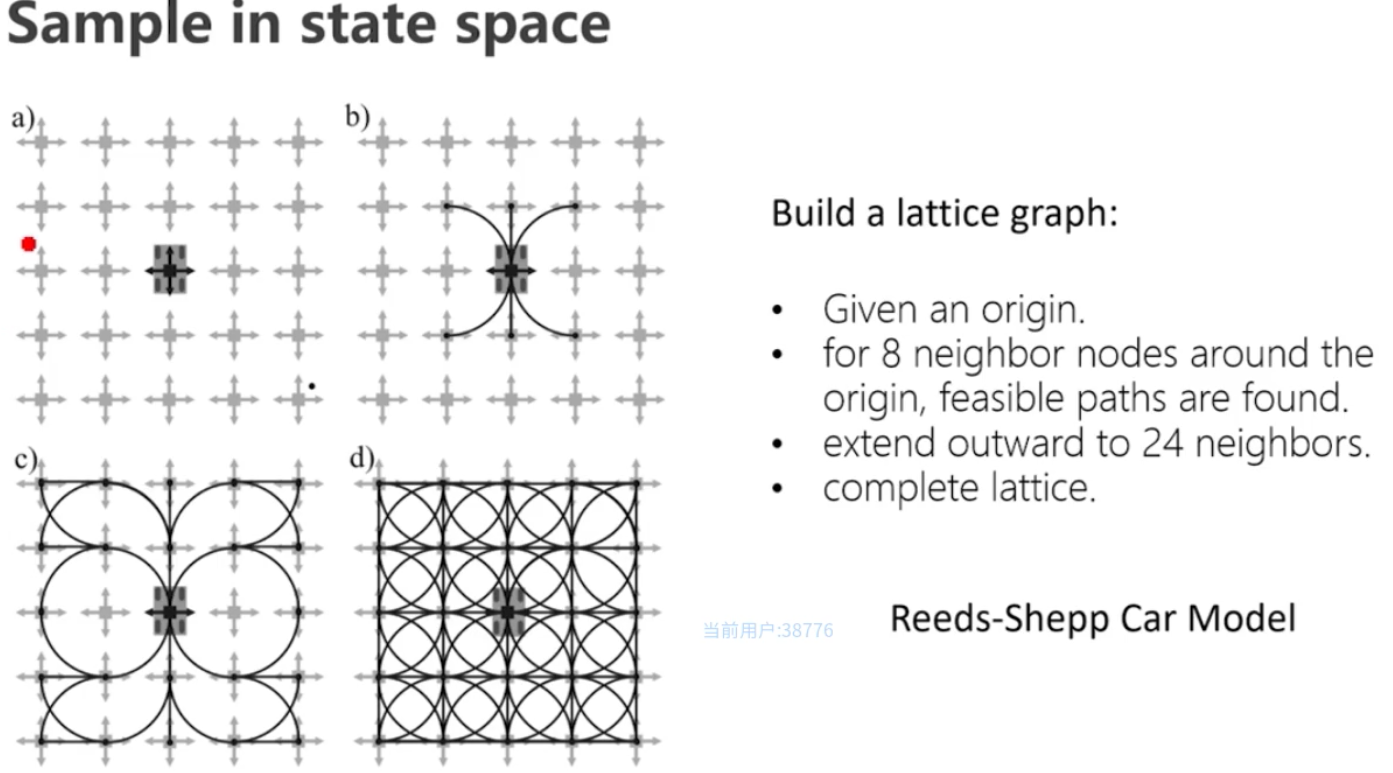 Sample in state space
a)
b)
c)
d)
Build a lattice graph:
• Given an origin.
• for 8 neighbor nodes around the
origin, feasible paths are found.
• extend outward to 24 neighbors.
• complete lattice.
当前用户:38776
Reeds-Shepp Car Model